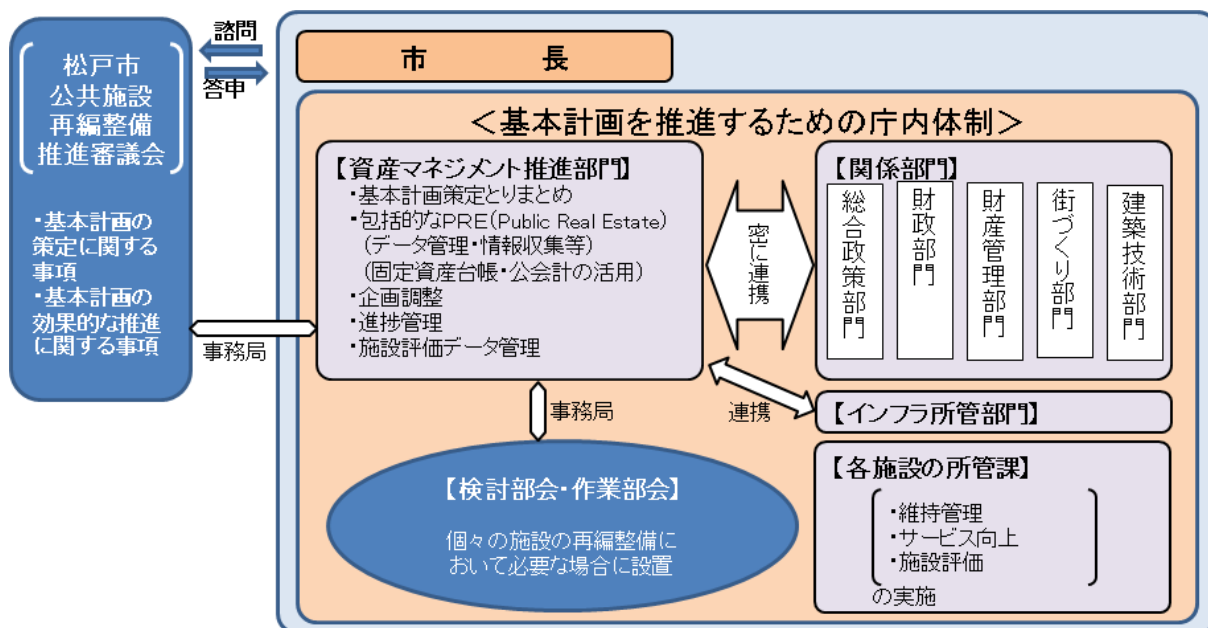 松戸市
公共施設
再編整備
推進審議会
・基本計画の
策定に関する
事項
・基本計画の
効果的な推進
に関する事項
諮問
答申
事務局
市 長
＜基本計画を推進するための庁内体制＞
【資産マネジメント推進部門】
・基本計画策定とりまとめ
・包括的なPRE(Public Real Estate)
(データ管理・情報収集等)
(固定資産台帳・公会計の活用)
・企画調整
・進捗管理
・施設評価データ管理
密に連携
【関係部門】
総合政策部門
財政部門
財産管理部門
街づくり部門
建築技術部門
連携
【インフラ所管部門】
事務局
【検討部会・作業部会】
個々の施設の再編整備に
おいて必要な場合に設置
【各施設の所管課】
・維持管理
・サービス向上
・施設評価
の実施